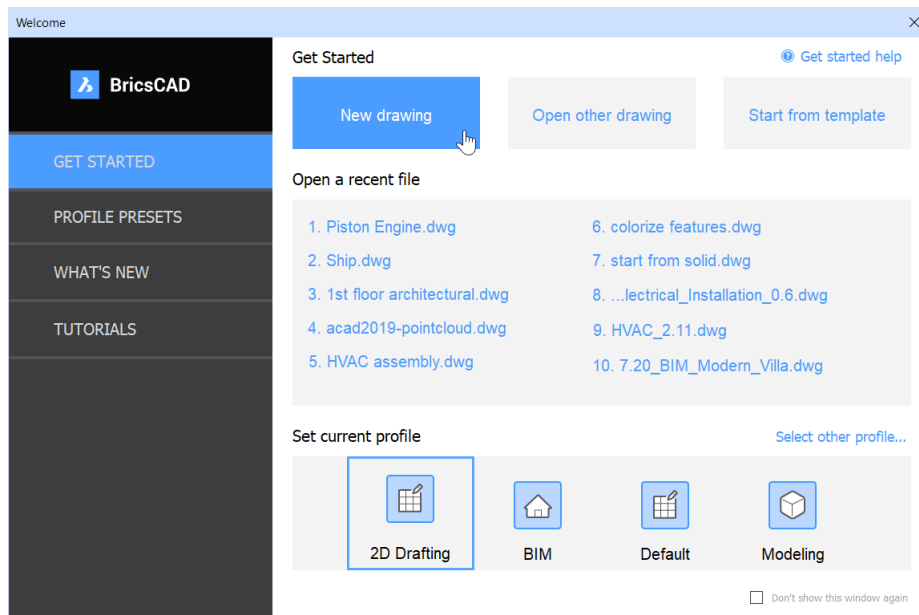 Welcome
BricsCAD
GET STARTED
PROFILE PRESETS
WHAT'S NEW
TUTORIALS
Get Started
Get started help
New drawing
Open other drawing
Start from template
Open a recent file
1. Piston Engine.dwg
2. Ship.dwg
3. 1st floor architectural.dwg
4. acad2019-pointcloud.dwg
5. HVAC assembly.dwg
6. colorize features.dwg
7. start from solid.dwg
8. ...lectrical_Installation_0.6.dwg
9. HVAC_2.11.dwg
10. 7.20_BIM_Modern_Villa.dwg
Set current profile
Select other profile...
2D Drafting
BIM
Default
Modeling
Don't show this window again